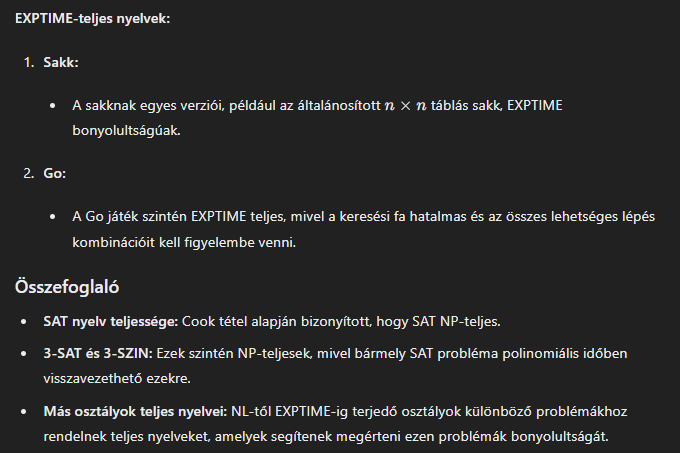 EXPTIME-teljes nyelvek:
1. Sakk:
• A sakknak egyes verziói, például az általánosított n × n táblás sakk, EXPTIME
bonyolultságúak.
2. Go:
• A Go játék szintén EXPTIME teljes, mivel a keresési fa hatalmas és az összes lehetséges lépés
kombinációit kell figyelembe venni.
Összefoglaló
• SAT nyelv teljessége: Cook tétel alapján bizonyított, hogy SAT NP-teljes.
• 3-SAT és 3-SZIN: Ezek szintén NP-teljesek, mivel bármely SAT probléma polinomiális időben
visszavezethető ezekre.
• Más osztályok teljes nyelvei: NL-től EXPTIME-ig terjedő osztályok különböző problémákhoz
rendelnek teljes nyelveket, amelyek segítenek megérteni ezen problémák bonyolultságát.